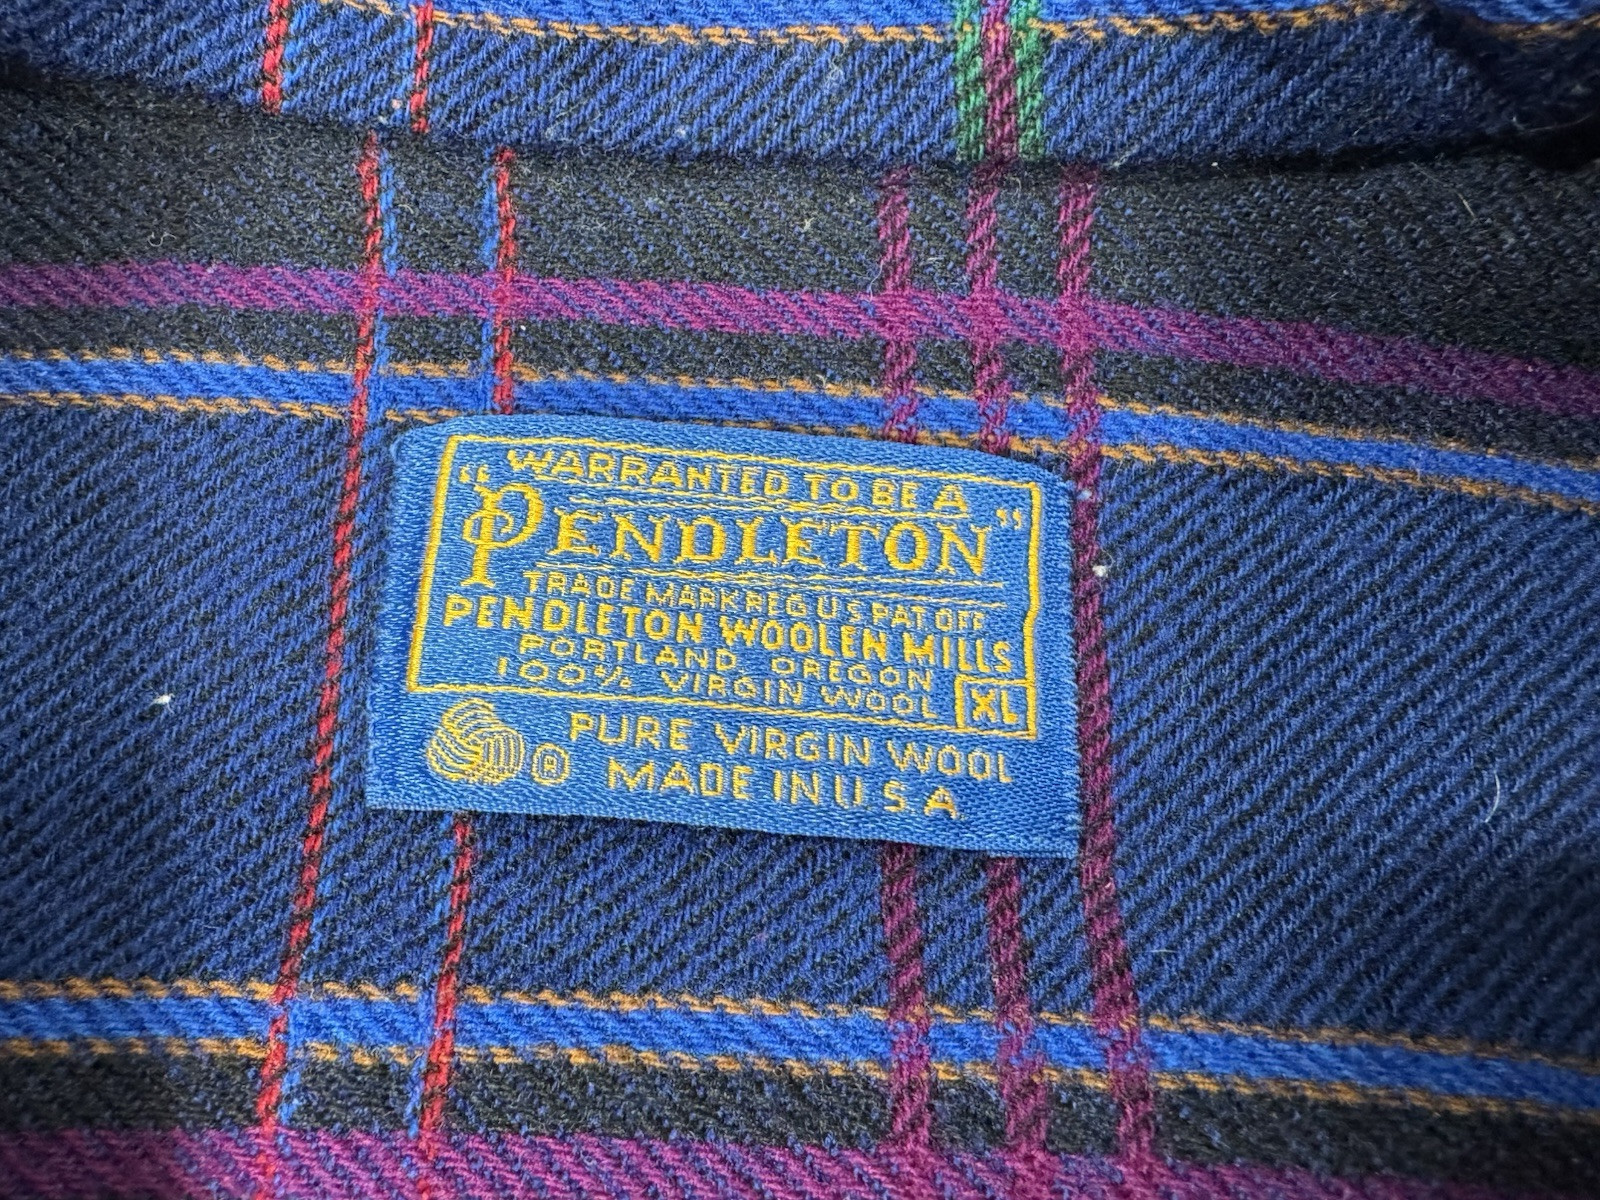 WARRANTED TO BE A
"PENDLETON"
TRADE MARK REG U S PAT. OFF
PENDLETON WOOLEN MILLS
PORTLAND, OREGON
100% VIRGIN WOOL XL
® PURE VIRGIN WOOL
MADE IN U.S.A.